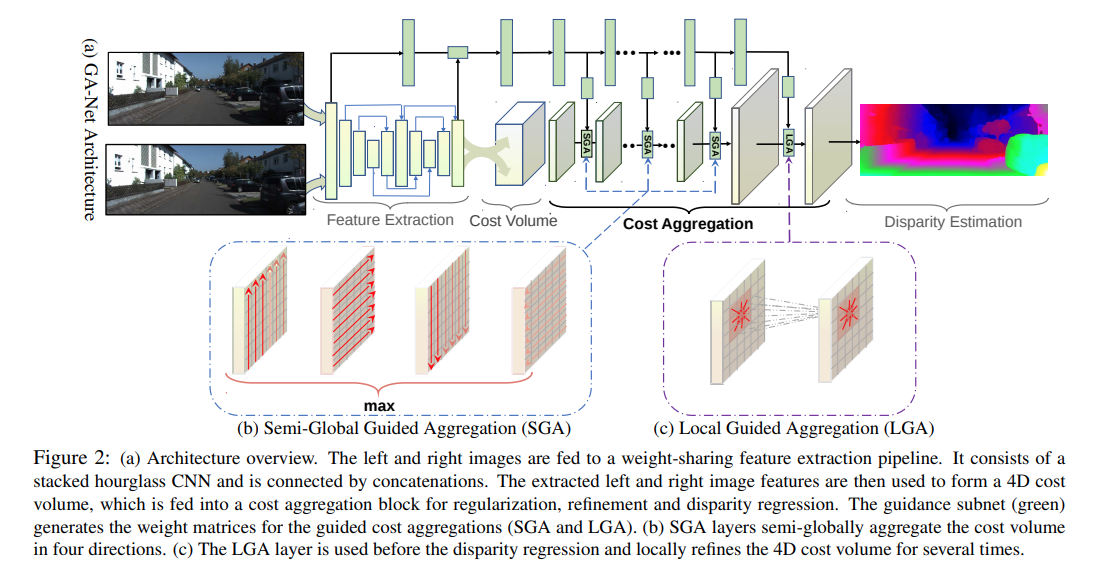 (a) GA-Net Architecture
SGA
SGA
SGA
LGA
Feature Extraction
Cost Volume
Cost Aggregation
Disparity Estimation
max
(b) Semi-Global Guided Aggregation (SGA)
(c) Local Guided Aggregation (LGA)
Figure 2: (a) Architecture overview. The left and right images are fed to a weight-sharing feature extraction pipeline. It consists of a
stacked hourglass CNN and is connected by concatenations. The extracted left and right image features are then used to form a 4D cost
volume, which is fed into a cost aggregation block for regularization, refinement and disparity regression. The guidance subnet (green)
generates the weight matrices for the guided cost aggregations (SGA and LGA). (b) SGA layers semi-globally aggregate the cost volume
in four directions. (c) The LGA layer is used before the disparity regression and locally refines the 4D cost volume for several times.